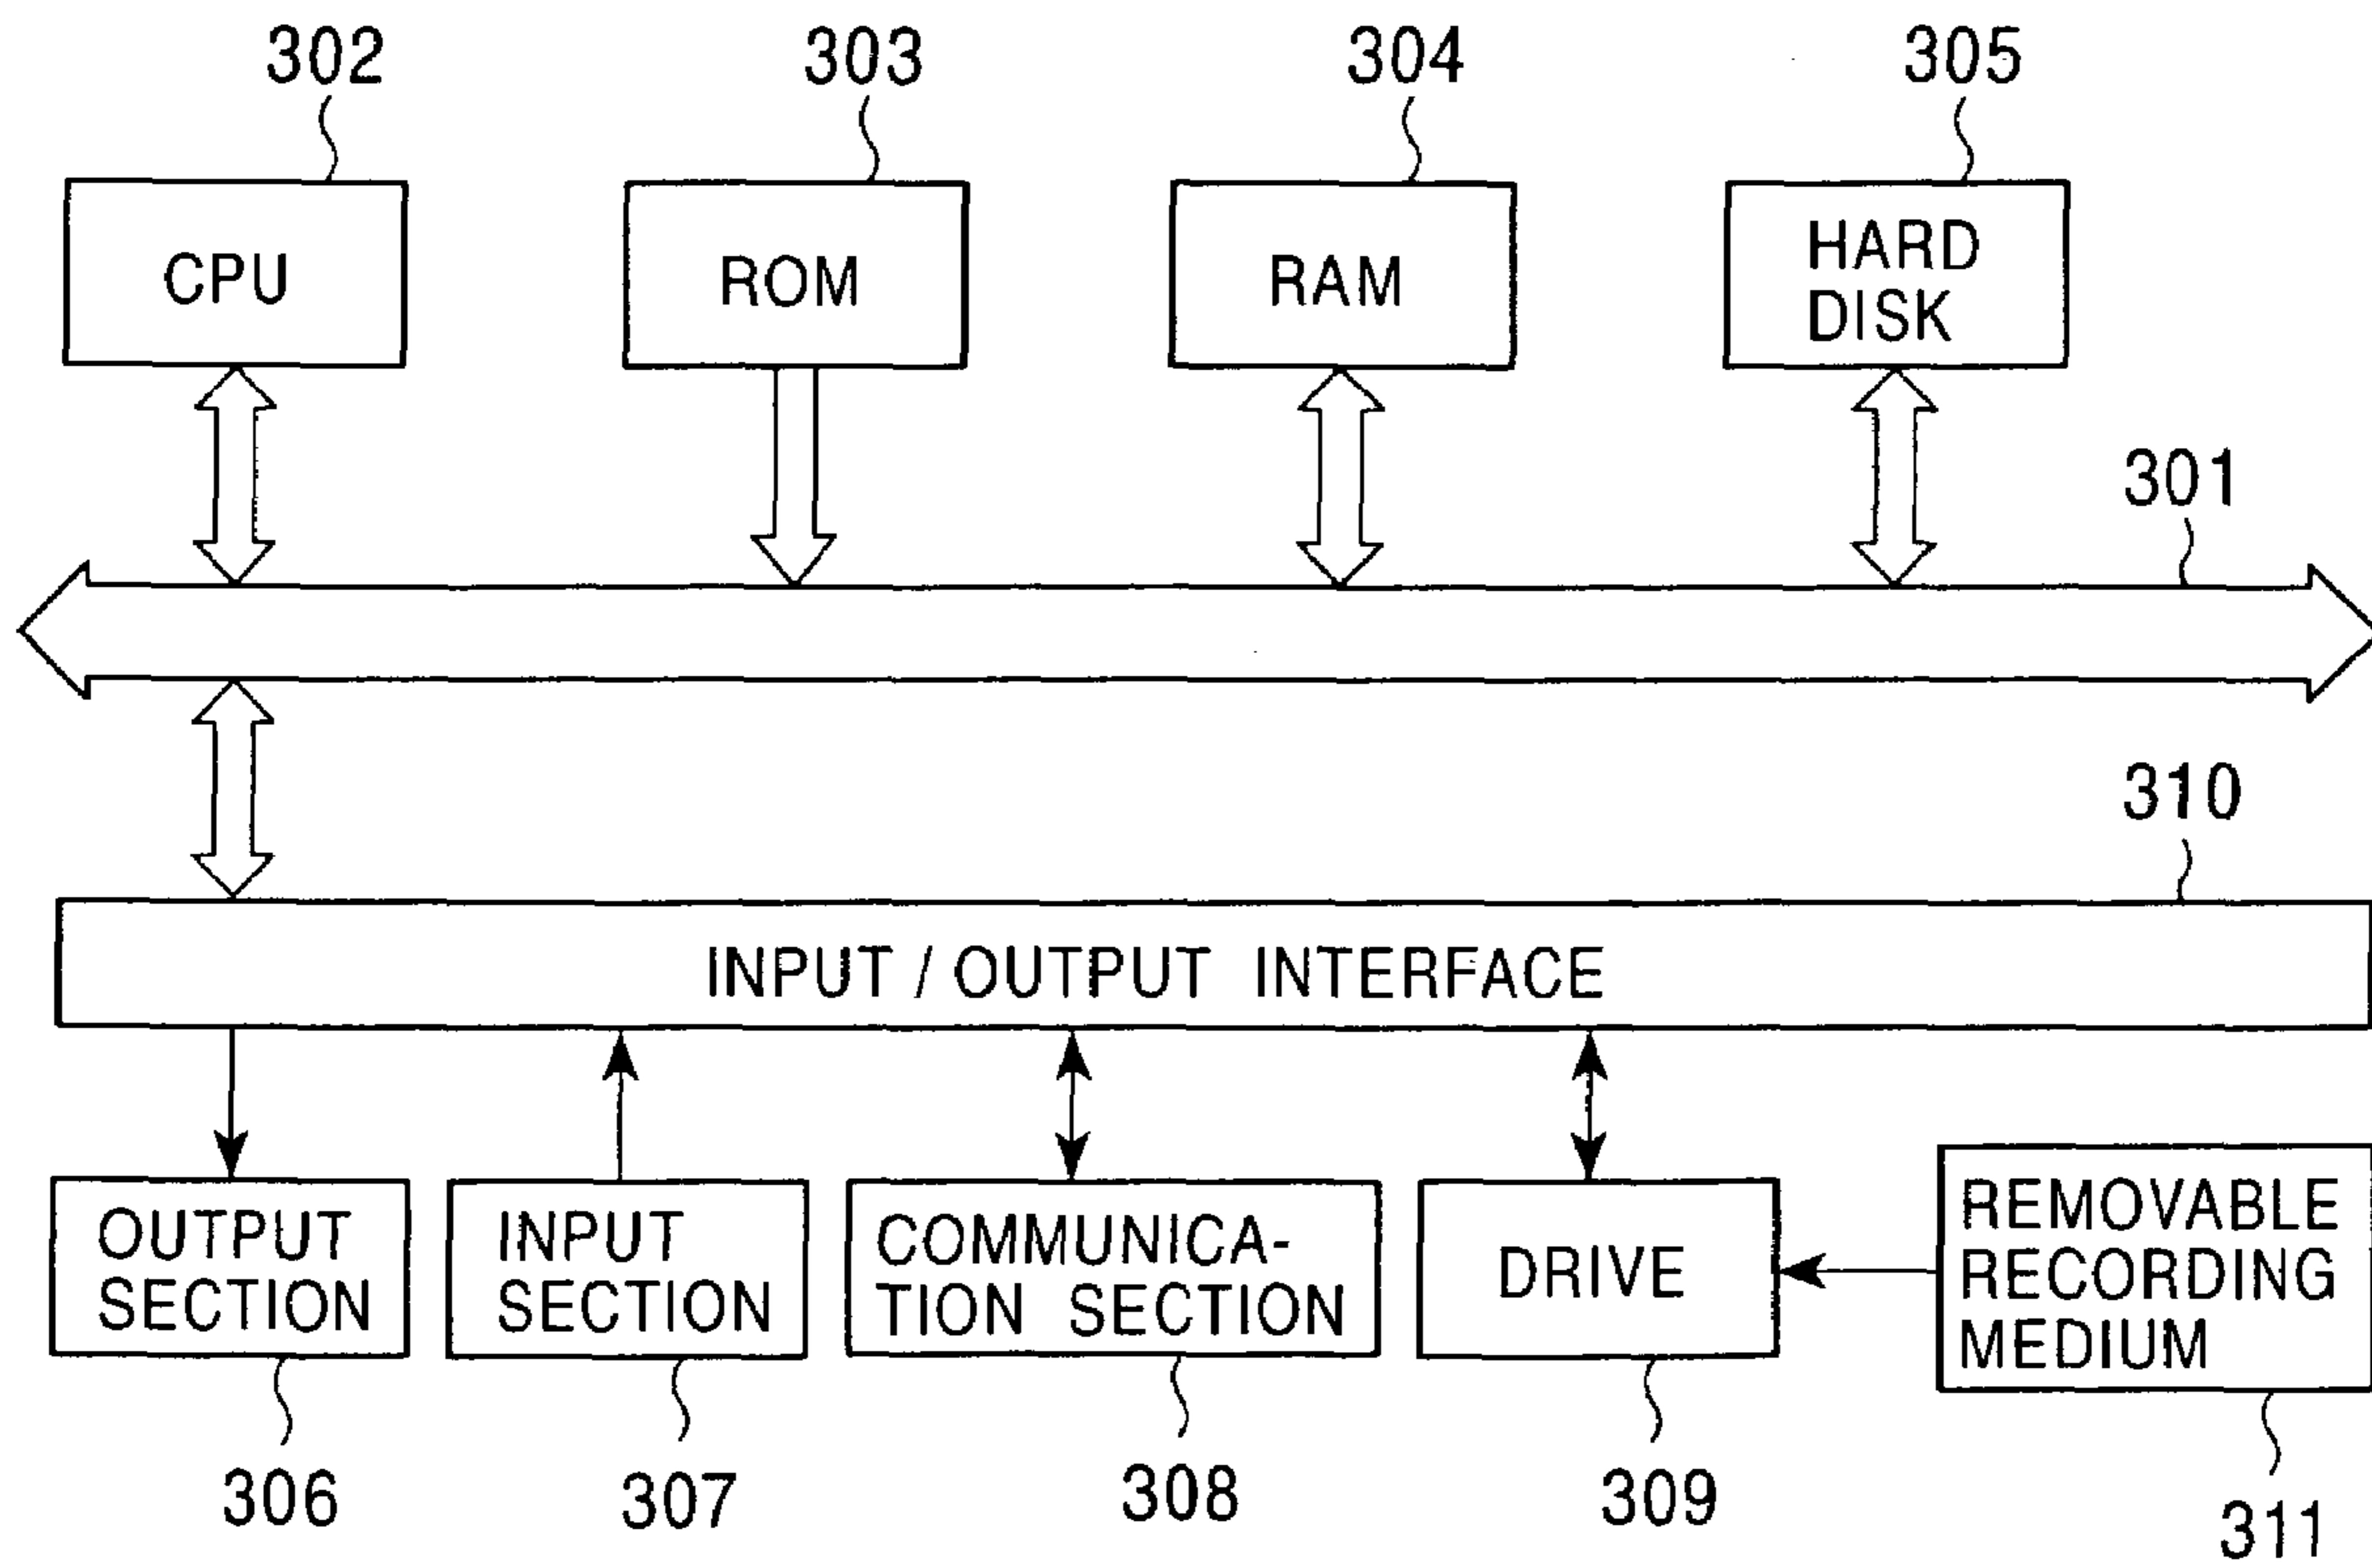 302
303
304
305
CPU
ROM
RAM
HARD
DISK
301
310
INPUT / OUTPUT INTERFACE
OUTPUT
SECTION
INPUT
SECTION
COMMUNICA-
TION SECTION
DRIVE
REMOVABLE
RECORDING
MEDIUM
306
307
308
309
311